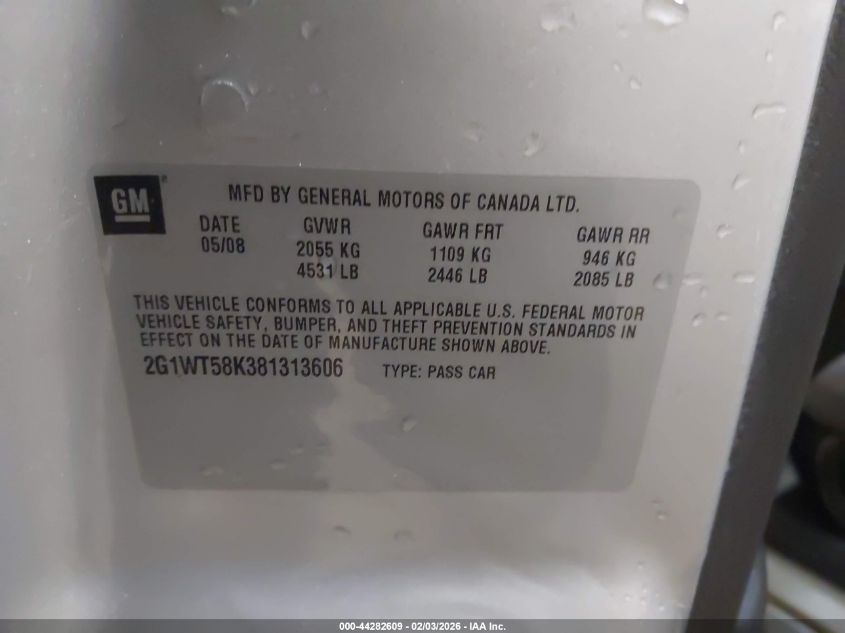 GM®
MFD BY GENERAL MOTORS OF CANADA LTD.
DATE GVWR GAWR FRT GAWR RR
05/08 2055 KG 1109 KG 946 KG
4531 LB 2446 LB 2085 LB
THIS VEHICLE CONFORMS TO ALL APPLICABLE U.S. FEDERAL MOTOR
VEHICLE SAFETY, BUMPER, AND THEFT PREVENTION STANDARDS IN
EFFECT ON THE DATE OF MANUFACTURE SHOWN ABOVE.
2G1WT58K381313606 TYPE: PASS CAR
000-44282609 - 02/03/2026 - IAA Inc.